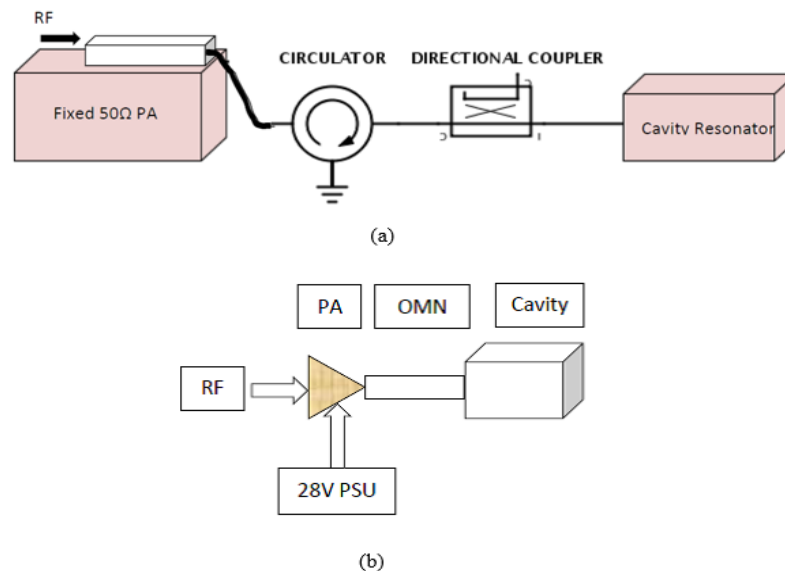 RF
CIRCULATOR
DIRECTIONAL COUPLER
Fixed 50Ω PA
Cavity Resonator
(a)
PA
OMN
Cavity
RF
28V PSU
(b)